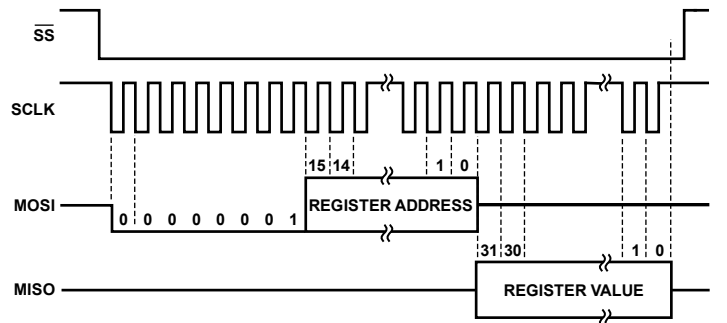 SS
SCLK
15 14 1 0
MOSI
REGISTER ADDRESS
0 0 0 0 0 0 0 1
31 30 1 0
MISO
REGISTER VALUE